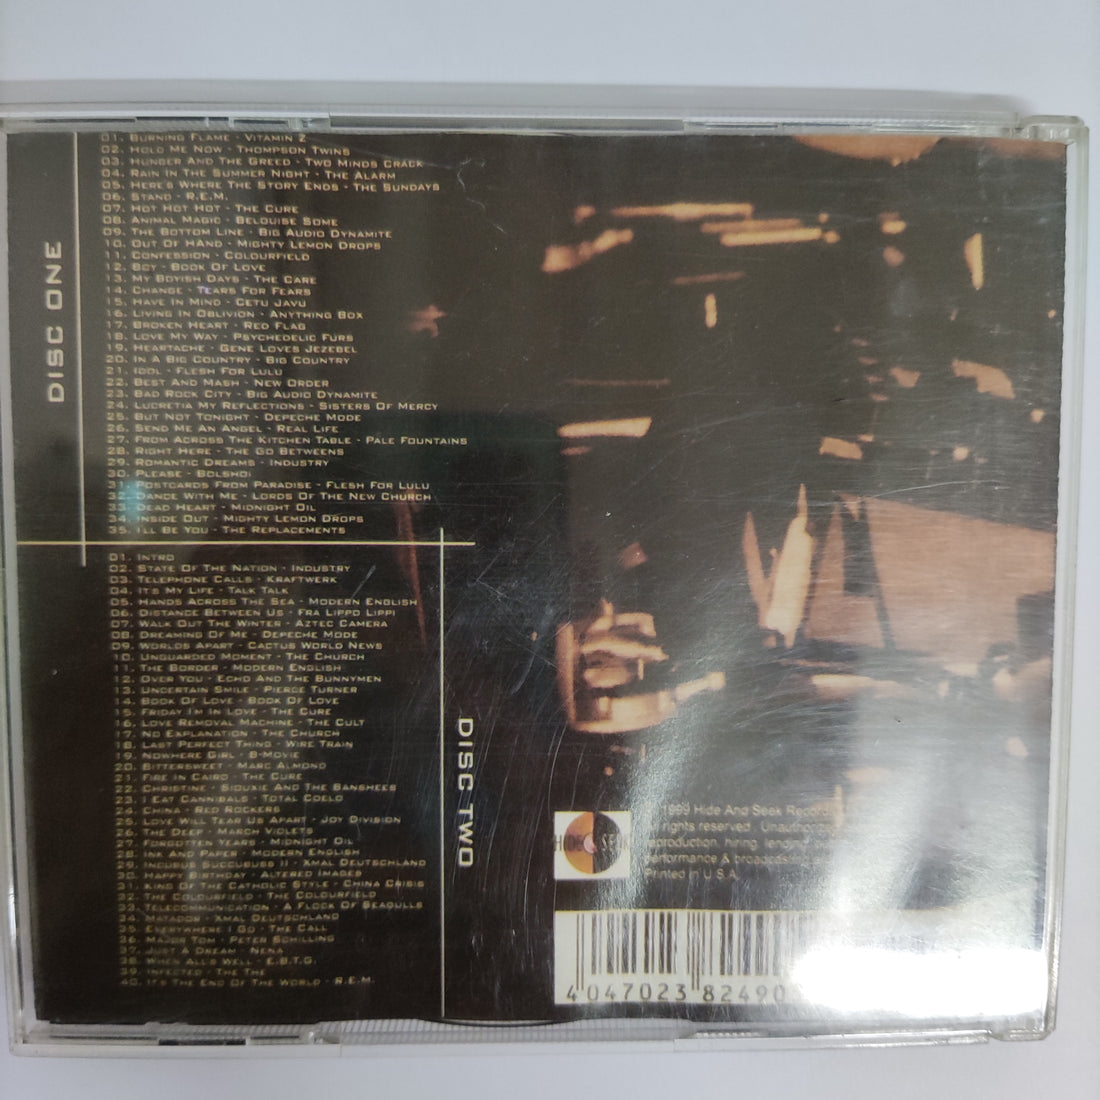 DISC ONE
01. BURNING FLAME - VITAMIN Z
02. HOLD ME NOW - THOMPSON TWINS
03. HUNGER AND THE GREED - TWO MINDS CRACK
04. RAIN IN THE SUMMER NIGHT - THE ALARM
05. HERE'S WHERE THE STORY ENDS - THE SUNDAYS
06. STAND - R.E.M.
07. HOT HOT HOT - THE CURE
08. ANIMAL MAGIC - BELOUISE SOME
09. THE BOTTOM LINE - BIG AUDIO DYNAMITE
10. OUT OF HAND - MIGHTY LEMON DROPS
11. CONFESSION - COLOURFIELD
12. BOY - BOOK OF LOVE
13. MY BOYISH DAYS - THE CARE
14. CHANGE - TEARS FOR FEARS
15. HAVE IN MIND - CETU JAVU
16. LIVING IN OBLIVION - ANYTHING BOX
17. BROKEN HEART - RED FLAG
18. LOVE MY WAY - PSYCHEDELIC FURS
19. HEARTACHE - GENE LOVES JEZEBEL
20. IN A BIG COUNTRY - BIG COUNTRY
21. IDOL - FLESH FOR LULU
22. BEST AND MASH - NEW ORDER
23. BAD ROCK CITY - BIG AUDIO DYNAMITE
24. LUCRETIA MY REFLECTIONS - SISTERS OF MERCY
25. BUT NOT TONIGHT - DEPECHE MODE
26. SEND ME AN ANGEL - REAL LIFE
27. FROM ACROSS THE KITCHEN TABLE - PALE FOUNTAINS
28. RIGHT HERE - THE GO BETWEENS
29. ROMANTIC DREAMS - INDUSTRY
30. PLEASE - BOLSHOI
31. POSTCARDS FROM PARADISE - FLESH FOR LULU
32. DANCE WITH ME - LORDS OF THE NEW CHURCH
33. DEAD HEART - MIDNIGHT OIL
34. INSIDE OUT - MIGHTY LEMON DROPS
35. I'LL BE YOU - THE REPLACEMENTS
DISC TWO
01. INTRO
02. STATE OF THE NATION - INDUSTRY
03. TELEPHONE CALLS - KRAFTWERK
04. IT'S MY LIFE - TALK TALK
05. HANDS ACROSS THE SEA - MODERN ENGLISH
06. DISTANCE BETWEEN US - FRA LIPPO LIPPI
07. WALK OUT THE WINTER - AZTEC CAMERA
08. DREAMING OF ME - DEPECHE MODE
09. WORLDS APART - CACTUS WORLD NEWS
10. UNGUARDED MOMENT - THE CHURCH
11. THE BORDER - MODERN ENGLISH
12. OVER YOU - ECHO AND THE BUNNYMEN
13. UNCERTAIN SMILE - PIERCE TURNER
14. BOOK OF LOVE - BOOK OF LOVE
15. FRIDAY I'M IN LOVE - THE CURE
16. LOVE REMOVAL MACHINE - THE CULT
17. NO EXPLANATION - THE CHURCH
18. LAST PERFECT THING - WIRE TRAIN
19. NOWHERE GIRL - B-MOVIE
20. BITTERSWEET - MARC ALMOND
21. FIRE IN CAIRO - THE CURE
22. CHRISTINE - SIOUXIE AND THE BANSHEES
23. I EAT CANNIBALS - TOTAL COELO
24. CHINA - RED ROCKERS
25. LOVE WILL TEAR US APART - JOY DIVISION
26. THE DEEP - MARCH VIOLETS
27. FORGOTTEN YEARS - MIDNIGHT OIL
28. INK AND PAPER - MODERN ENGLISH
29. INCUBUS SUCCUBUS II - XMAL DEUTSCHLAND
30. HAPPY BIRTHDAY - ALTERED IMAGES
31. KIND OF THE CATHOLIC STYLE - CHINA CRISIS
32. THE COLOURFIELD - THE COLOURFIELD
33. TELECOMMUNICATION - A FLOCK OF SEAGULLS
34. MATADOR - XMAL DEUTSCHLAND
35. EVERYWHERE I GO - THE CALL
36. MAJOR TOM - PETER SCHILLING
37. JUST A DREAM - NENA
38. WHEN ALL'S WELL - E.B.T.G.
39. INFECTED - THE THE
40. IT'S THE END OF THE WORLD - R.E.M.
HIDE & SEEK
1999 Hide And Seek Records
rights reserved. Unauthorized
reproduction, hiring, lending,
performance & broadcasting
Printed in U.S.A.
4 047023 82490